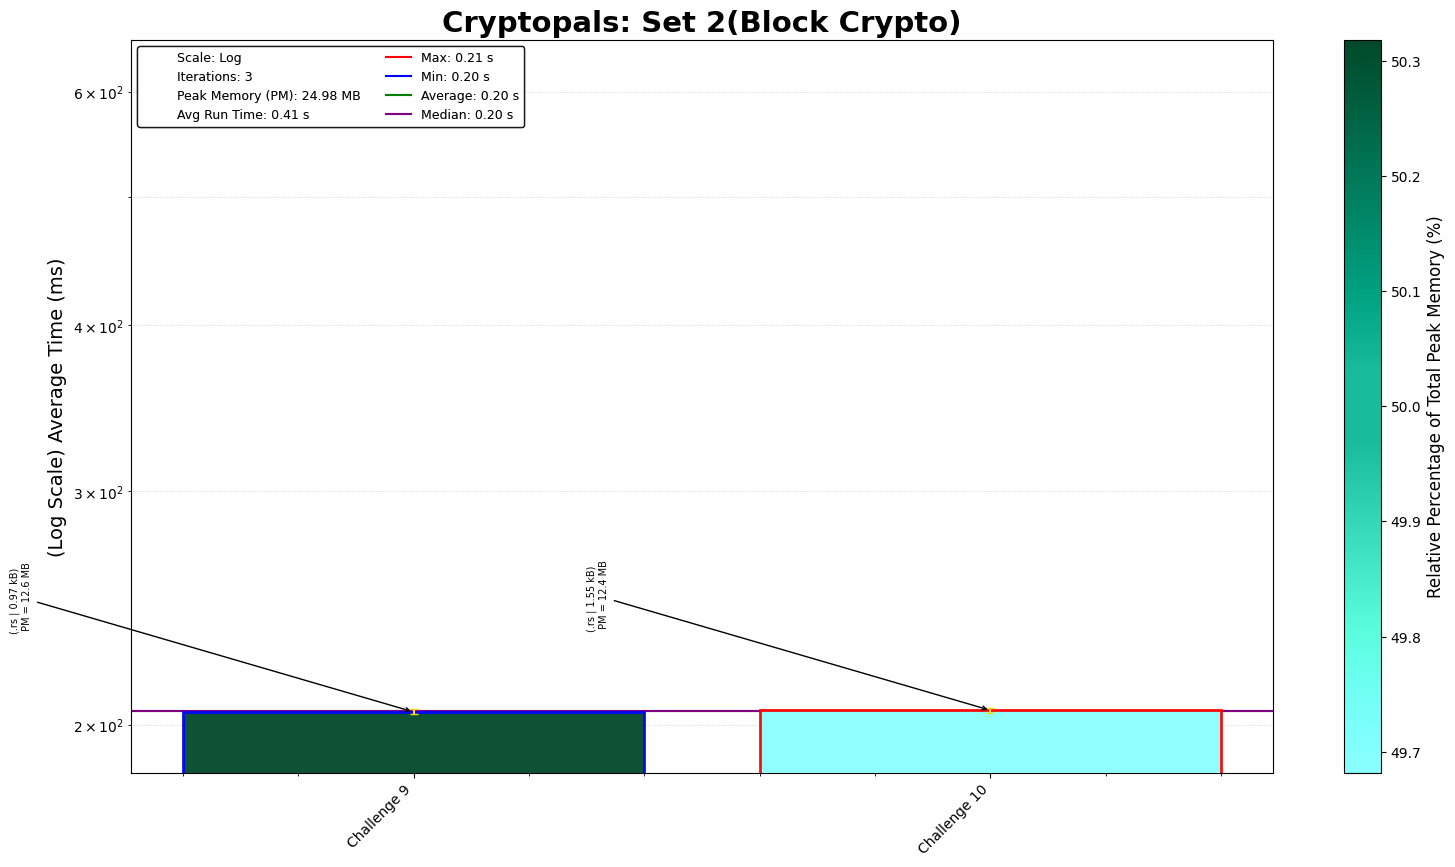 Cryptopals: Set 2(Block Crypto)
Scale: Log
Iterations: 3
Peak Memory (PM): 24.98 MB
Avg Run Time: 0.41 s
Max: 0.21 s
Min: 0.20 s
Average: 0.20 s
Median: 0.20 s
(Log Scale) Average Time (ms)
6 × 10²
4 × 10²
3 × 10²
2 × 10²
(.rs | 0.97 kB)
PM = 12.6 MB
(.rs | 1.55 kB)
PM = 12.4 MB
Challenge 9
Challenge 10
50.3
50.2
50.1
50.0
49.9
49.8
49.7
Relative Percentage of Total Peak Memory (%)